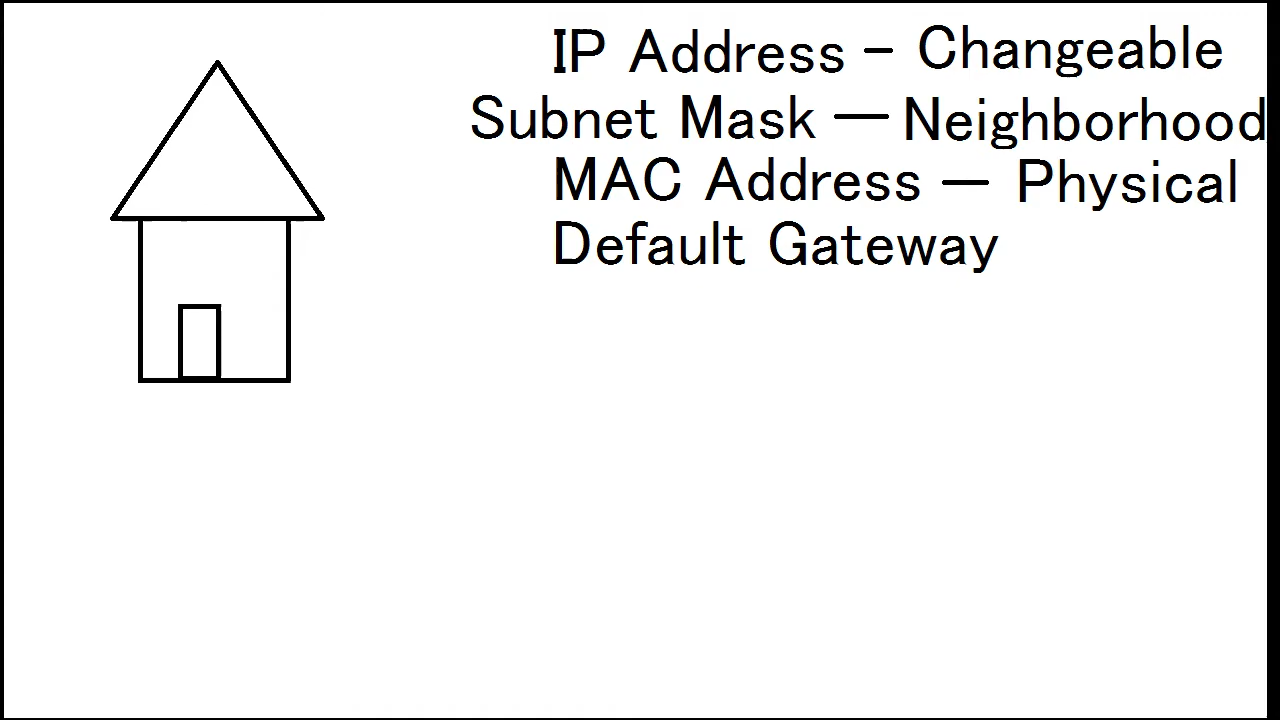 IP Address - Changeable
Subnet Mask — Neighborhood
MAC Address — Physical
Default Gateway